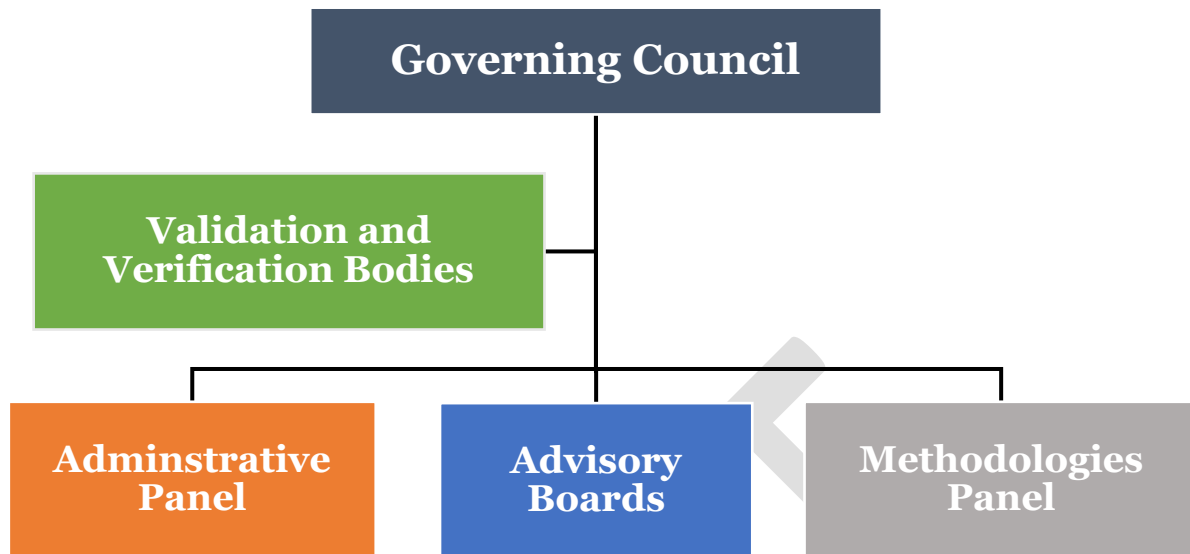 Governing Council
Validation and
Verification Bodies
Adminstrative
Panel
Advisory
Boards
Methodologies
Panel